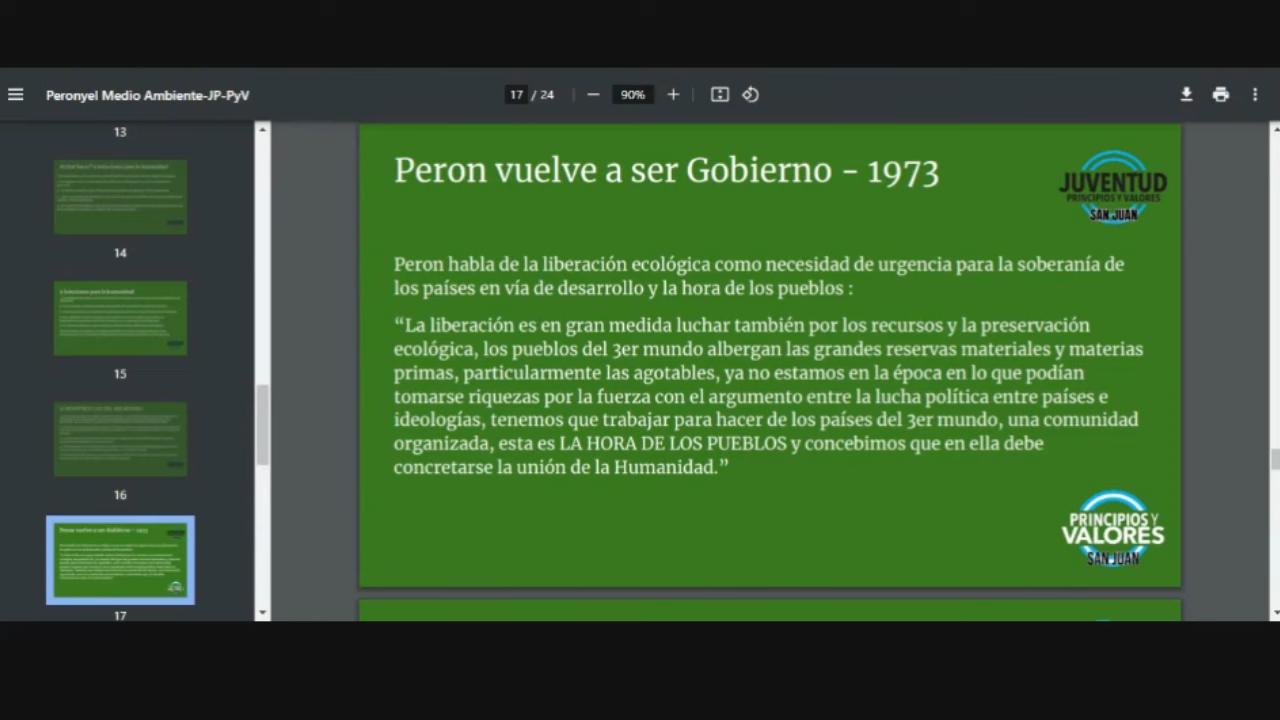 Peronyel Medio Ambiente-JP-PyV
17 / 24
90%
13
14
15
16
17
Peron vuelve a ser Gobierno - 1973
JUVENTUD
PRINCIPIOS Y VALORES
SAN JUAN
Peron habla de la liberación ecológica como necesidad de urgencia para la soberanía de
los países en vía de desarrollo y la hora de los pueblos :
“La liberación es en gran medida luchar también por los recursos y la preservación
ecológica, los pueblos del 3er mundo albergan las grandes reservas materiales y materias
primas, particularmente las agotables, ya no estamos en la época en lo que podían
tomarse riquezas por la fuerza con el argumento entre la lucha política entre países e
ideologías, tenemos que trabajar para hacer de los países del 3er mundo, una comunidad
organizada, esta es LA HORA DE LOS PUEBLOS y concebimos que en ella debe
concretarse la unión de la Humanidad.”
PRINCIPIOS Y
VALORES
SAN JUAN